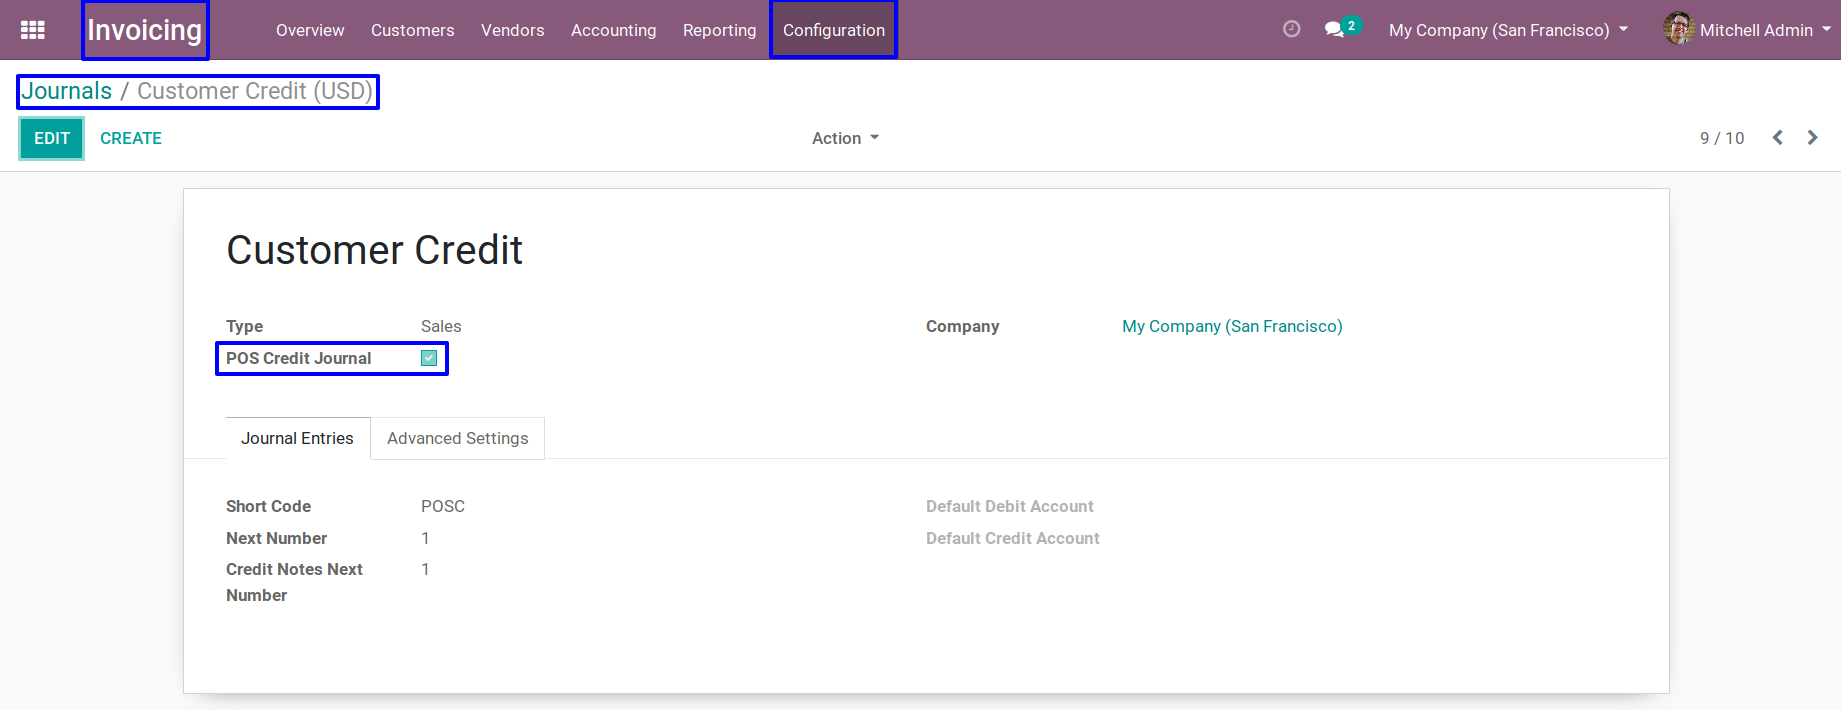 Invoicing Overview Customers Vendors Accounting Reporting Configuration 2 My Company (San Francisco) Mitchell Admin
Journals / Customer Credit (USD)
EDIT CREATE Action 9 / 10
Customer Credit
Type Sales Company My Company (San Francisco)
POS Credit Journal
Journal Entries Advanced Settings
Short Code POSC Default Debit Account
Next Number 1 Default Credit Account
Credit Notes Next 1
Number